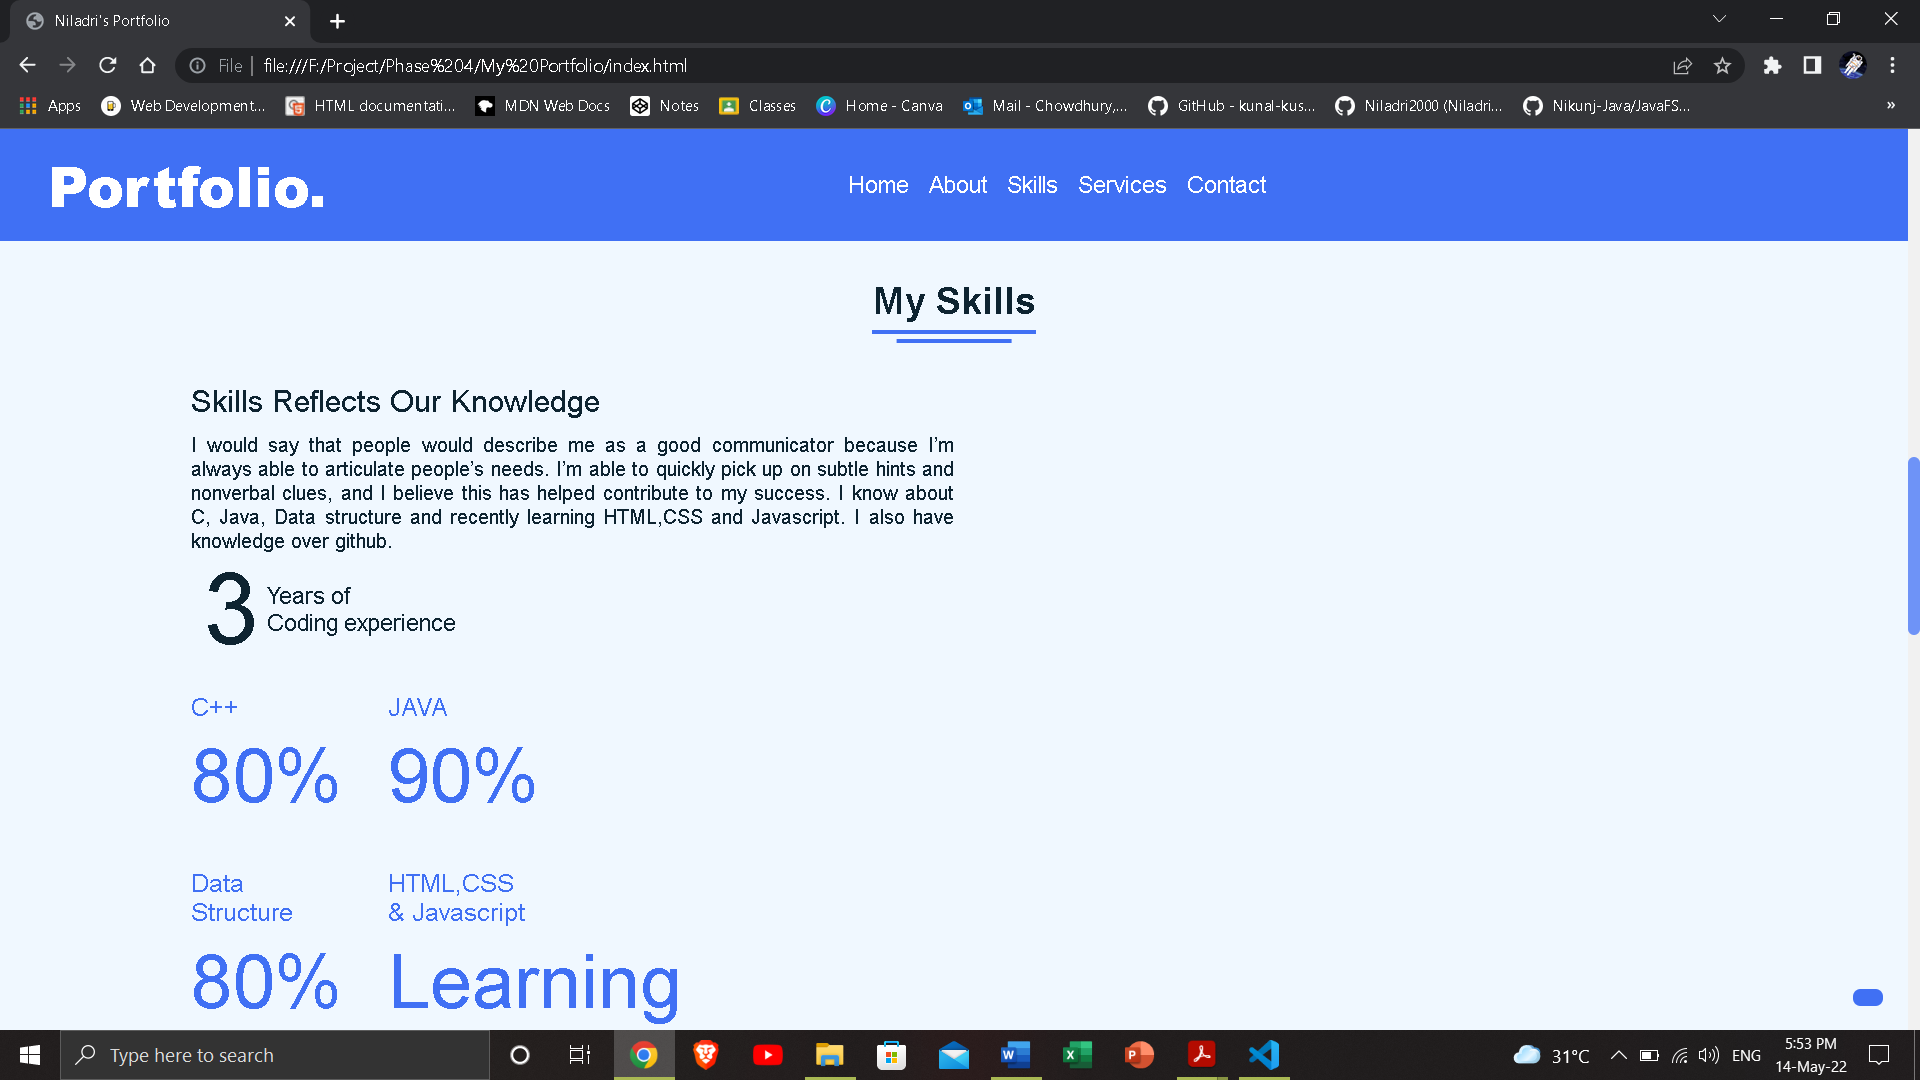 Niladri's Portfolio
File | file:///F:/Project/Phase%204/My%20Portfolio/index.html
Apps Web Development... HTML documentati... MDN Web Docs Notes Classes Home - Canva Mail - Chowdhury,... GitHub - kunal-kus... Niladri2000 (Niladri... Nikunj-Java/JavaFS... »
Portfolio. Home About Skills Services Contact
My Skills
Skills Reflects Our Knowledge
I would say that people would describe me as a good communicator because I’m
always able to articulate people’s needs. I’m able to quickly pick up on subtle hints and
nonverbal clues, and I believe this has helped contribute to my success. I know about
C, Java, Data structure and recently learning HTML,CSS and Javascript. I also have
knowledge over github.
3 Years of
Coding experience
C++ JAVA
80% 90%
Data HTML,CSS
Structure & Javascript
80% Learning
Type here to search 31°C ENG 5:53 PM
14-May-22